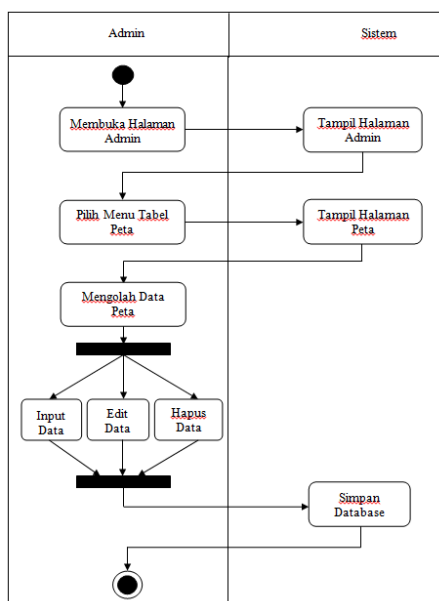 Admin
Sistem
Membuka Halaman
Admin
Tampil Halaman
Admin
Pilih Menu Tabel
Peta
Tampil Halaman
Peta
Mengolah Data
Peta
Input
Data
Edit
Data
Hapus
Data
Simpan
Database